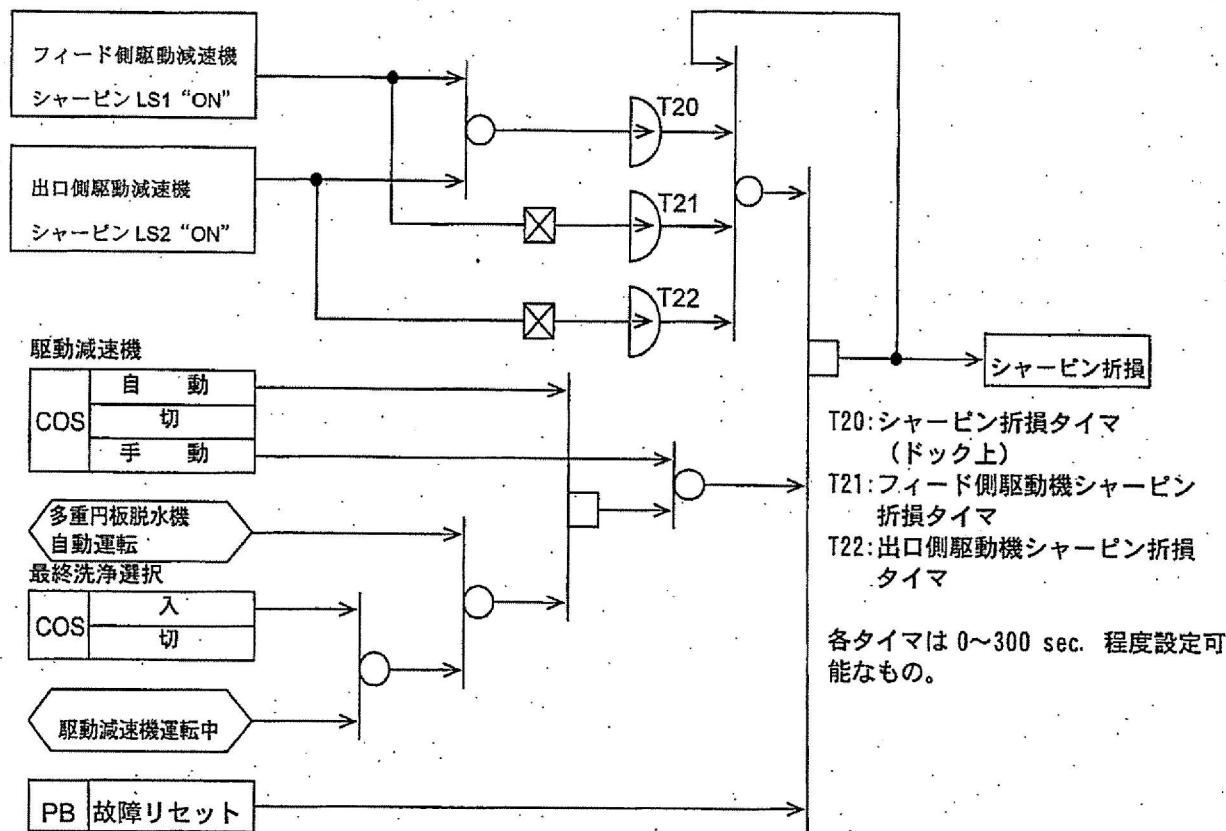 フィード側駆動減速機
シャーピン LS1 “ON”
出口側駆動減速機
シャーピン LS2 “ON”
T20
T21
T22
駆動減速機
COS
自 動
切
手 動
多重円板脱水機
自動運転
最終洗浄選択
COS
入
切
駆動減速機運転中
PB
故障リセット
シャーピン折損
T20:シャーピン折損タイマ
(ドック上)
T21:フィード側駆動機シャーピン
折損タイマ
T22:出口側駆動機シャーピン折損
タイマ
各タイマは 0~300 sec. 程度設定可
能なもの。